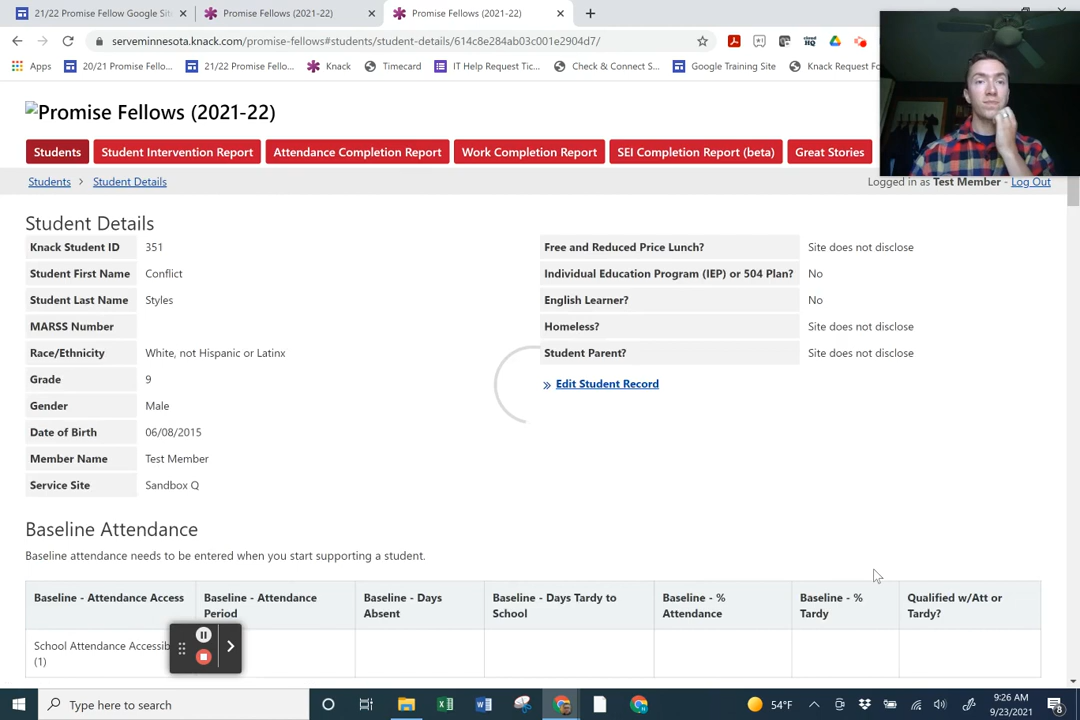 21/22 Promise Fellow Google Sit
Promise Fellows (2021-22)
Promise Fellows (2021-22)
serveminnesota.knack.com/promise-fellows#students/student-details/614c8e284ab03c001e2904d7/
Apps
20/21 Promise Fello...
21/22 Promise Fello...
Knack
Timecard
IT Help Request Tic...
Check & Connect S...
Google Training Site
Knack Request Fo
Promise Fellows (2021-22)
Students
Student Intervention Report
Attendance Completion Report
Work Completion Report
SEI Completion Report (beta)
Great Stories
Students > Student Details
Logged in as Test Member - Log Out
Student Details
Knack Student ID 351
Student First Name Conflict
Student Last Name Styles
MARSS Number
Race/Ethnicity White, not Hispanic or Latinx
Grade 9
Gender Male
Date of Birth 06/08/2015
Member Name Test Member
Service Site Sandbox Q
Free and Reduced Price Lunch? Site does not disclose
Individual Education Program (IEP) or 504 Plan? No
English Learner? No
Homeless? Site does not disclose
Student Parent? Site does not disclose
Edit Student Record
Baseline Attendance
Baseline attendance needs to be entered when you start supporting a student.
Baseline - Attendance Access
Baseline - Attendance
Period
Baseline - Days
Absent
Baseline - Days Tardy to
School
Baseline - %
Attendance
Baseline - %
Tardy
Qualified w/Att or
Tardy?
School Attendance Accessib
(1)
Type here to search
54°F
9:26 AM
9/23/2021
8